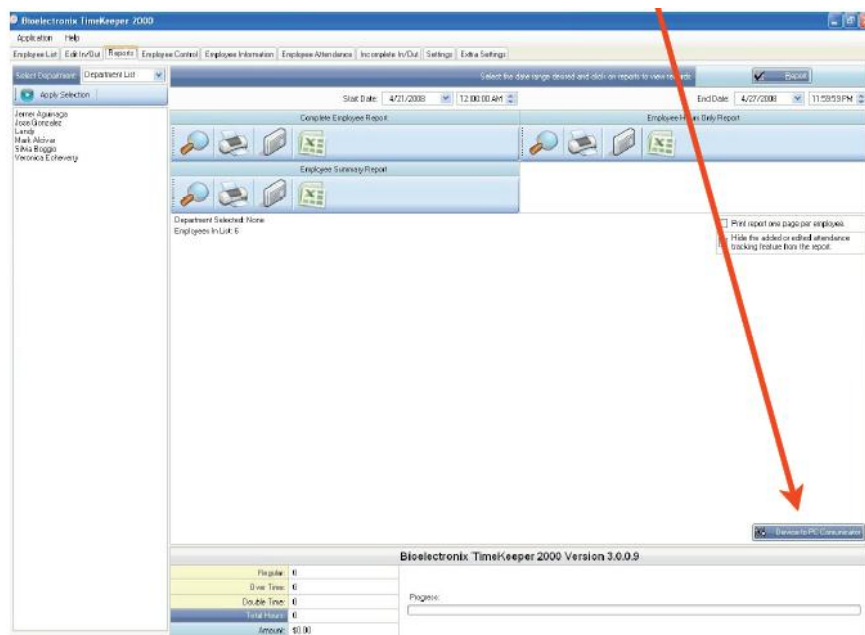 Bioelectronix TimeKeeper 2000
Application Help
Employee List Edit In/Out Reports Employee Control Employee Information Employee Attendance Incomplete In/Out Settings Extra Settings
Select Department: Department List
Select the date range desired and click on reports to view records
Report
Apply Selection
Start Date: 4/21/2008 12:00:00 AM
End Date: 4/27/2008 11:59:59 PM
Jose Gonzalez
Landy
Mark Alcivar
Silvia Boggio
Veronica Echeverry
Complete Employee Report
Employee Hours Only Report
Employee Summary Report
Department Selected: None
Employees In List: 6
Print report one page per employee.
Hide the added or edited attendance
tracking feature from the report.
Device to PC Comunicator
Bioelectronix TimeKeeper 2000 Version 3.0.0.9
Regular: 0
Over Time: 0
Double Time: 0
Total Hours: 0
Amount: $0.00
Progress: